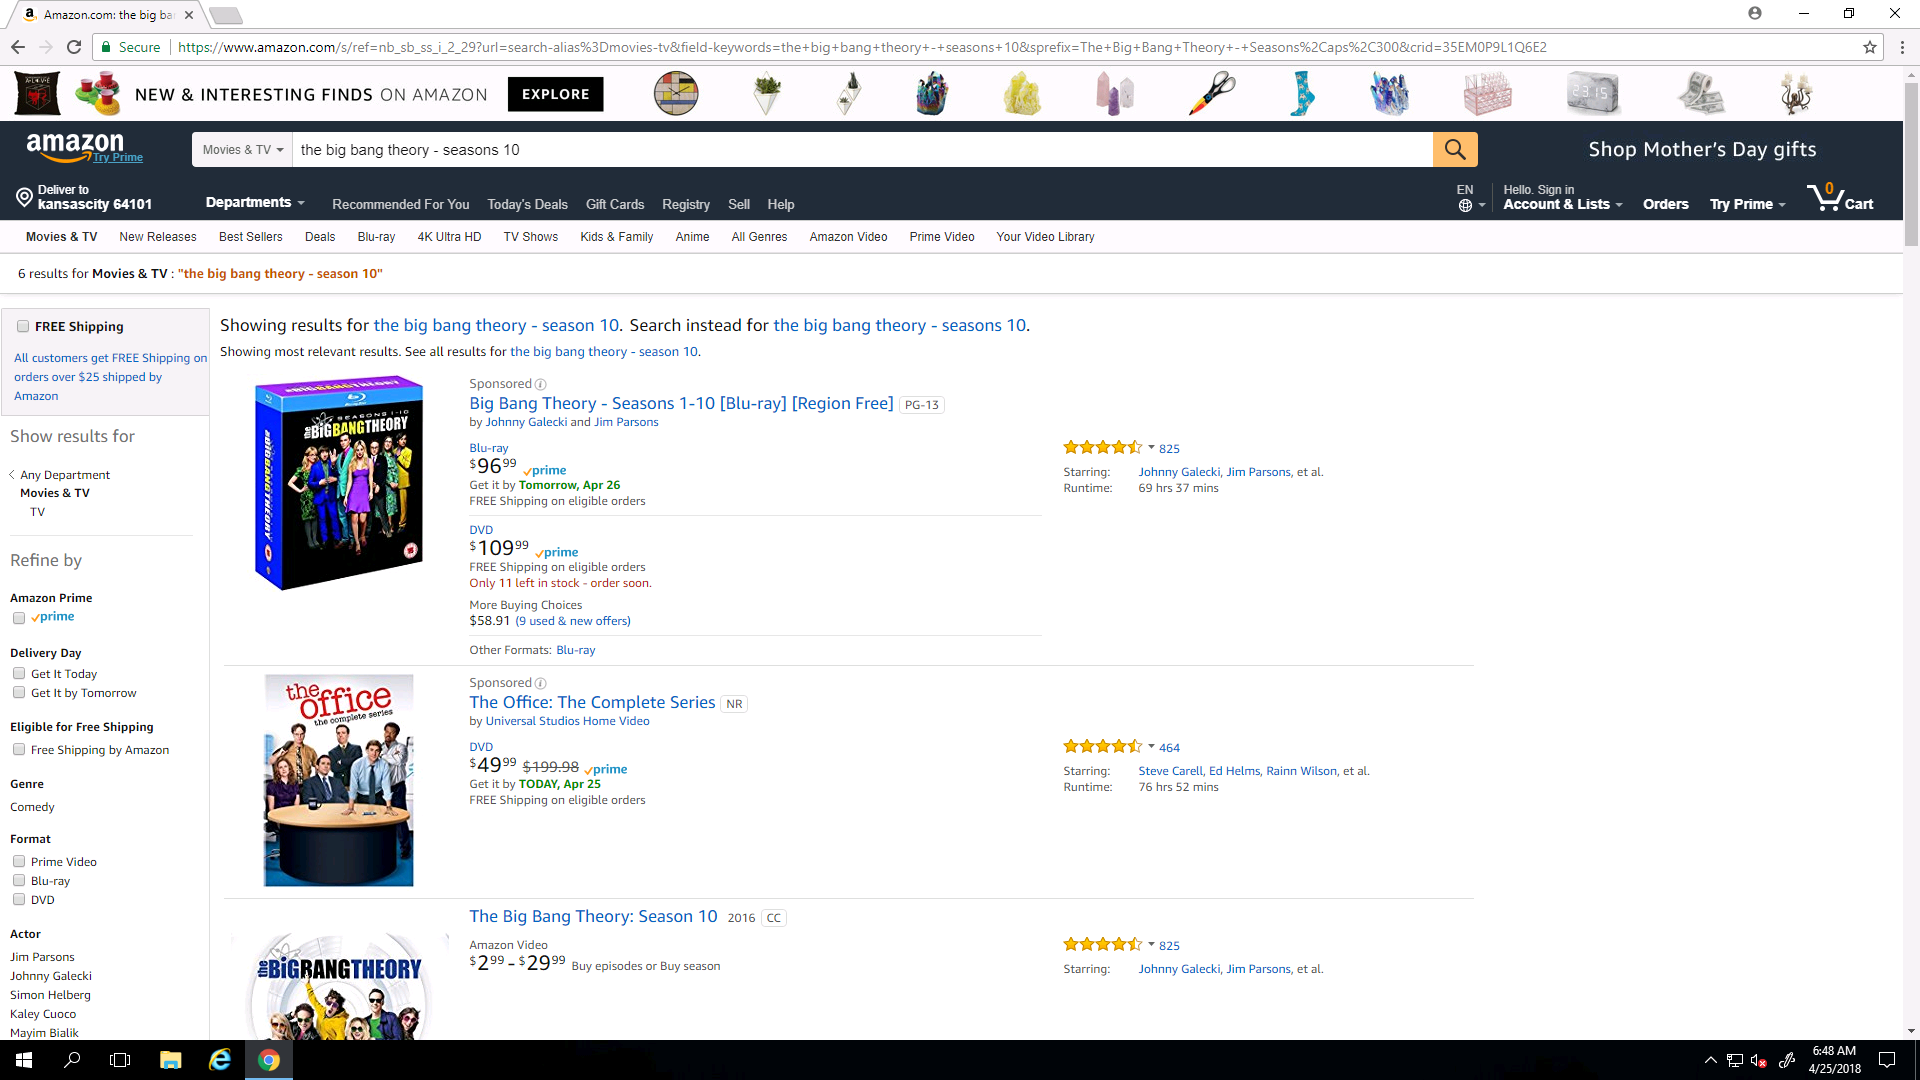 Amazon.com: the big ba
Secure
https://www.amazon.com/s/ref=nb_sb_ss_i_2_29?url=search-alias%3Dmovies-tv&field-keywords=the+big+bang+theory+-+seasons+10&sprefix=The+Big+Bang+Theory+-+Seasons%2Caps%2C300&crid=35EM0P9L1Q6E2
NEW & INTERESTING FINDS ON AMAZON
EXPLORE
23:15
amazon
Try Prime
Movies & TV
the big bang theory - seasons 10
Shop Mother's Day gifts
Deliver to
kansascity 64101
Departments
Recommended For You
Today's Deals
Gift Cards
Registry
Sell
Help
EN
Hello. Sign in
Account & Lists
Orders
Try Prime
0
Cart
Movies & TV
New Releases
Best Sellers
Deals
Blu-ray
4K Ultra HD
TV Shows
Kids & Family
Anime
All Genres
Amazon Video
Prime Video
Your Video Library
6 results for Movies & TV : "the big bang theory - season 10"
FREE Shipping
All customers get FREE Shipping on
orders over $25 shipped by
Amazon
Show results for
Any Department
Movies & TV
TV
Refine by
Amazon Prime
prime
Delivery Day
Get It Today
Get It by Tomorrow
Eligible for Free Shipping
Free Shipping by Amazon
Genre
Comedy
Format
Prime Video
Blu-ray
DVD
Actor
Jim Parsons
Johnny Galecki
Simon Helberg
Kaley Cuoco
Mayim Bialik
Showing results for the big bang theory - season 10. Search instead for the big bang theory - seasons 10.
Showing most relevant results. See all results for the big bang theory - season 10.
SEASONS 1-10
the BIGBANGTHEORY
Sponsored
Big Bang Theory - Seasons 1-10 [Blu-ray] [Region Free] PG-13
by Johnny Galecki and Jim Parsons
Blu-ray
$96 99 prime
Get it by Tomorrow, Apr 26
FREE Shipping on eligible orders
DVD
$109 99 prime
FREE Shipping on eligible orders
Only 11 left in stock - order soon.
More Buying Choices
$58.91 (9 used & new offers)
Other Formats: Blu-ray
825
Starring: Johnny Galecki, Jim Parsons, et al.
Runtime: 69 hrs 37 mins
the office
the complete series
Sponsored
The Office: The Complete Series NR
by Universal Studios Home Video
DVD
$49 99 $199.98 prime
Get it by TODAY, Apr 25
FREE Shipping on eligible orders
464
Starring: Steve Carell, Ed Helms, Rainn Wilson, et al.
Runtime: 76 hrs 52 mins
the BIGBANGTHEORY
The Big Bang Theory: Season 10 2016 CC
Amazon Video
$2 99 - $29 99 Buy episodes or Buy season
825
Starring: Johnny Galecki, Jim Parsons, et al.
6:48 AM
4/25/2018